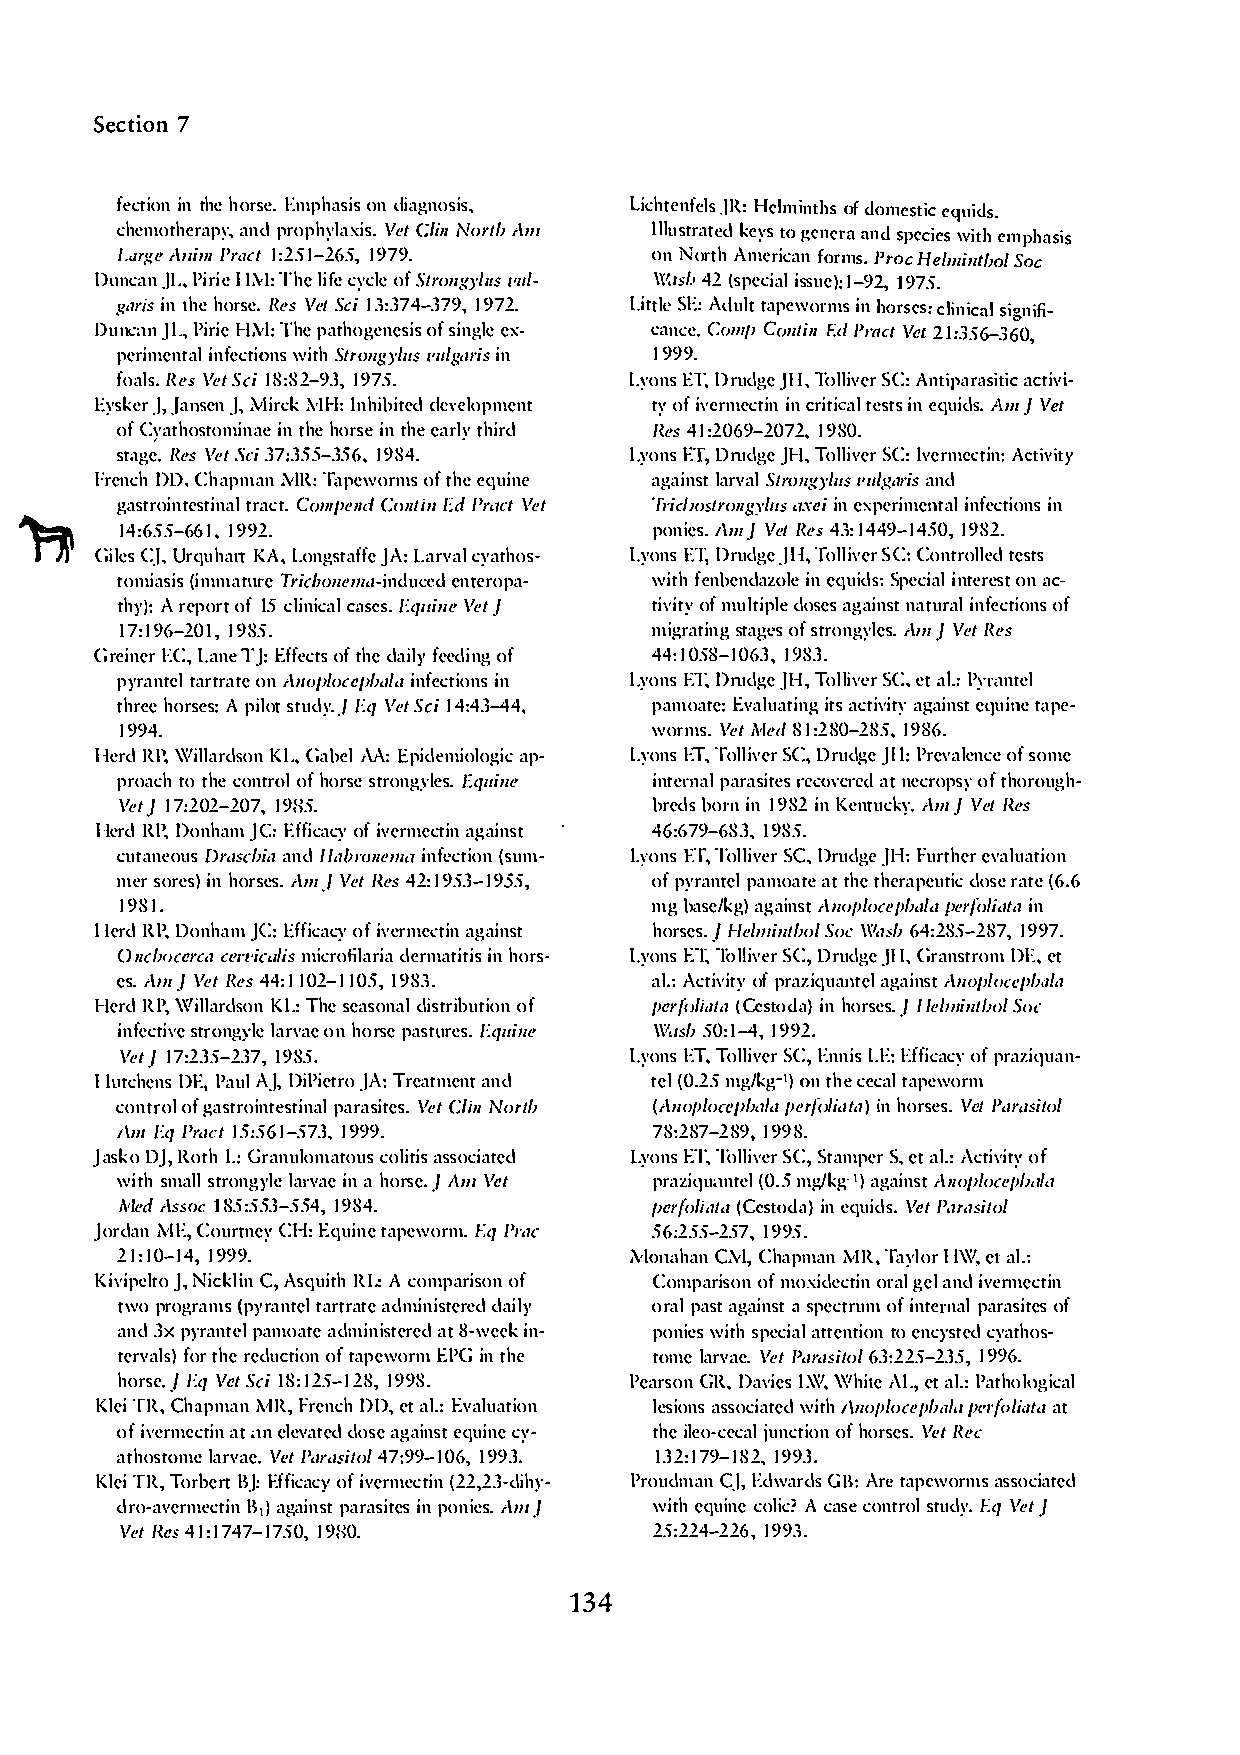 Section 7
fection in the horse. Emphasis on diagnosis,
chemotherapy, and prophylaxis. Vet Clin North Am
Large Anim Pract 1:251–265, 1979.
Duncan JL, Pirie HM: The life cycle of Strongylus vul-
garis in the horse. Res Vet Sci 13:374–379, 1972.
Duncan JL, Pirie HM: The pathogenesis of single ex-
perimental infections with Strongylus vulgaris in
foals. Res Vet Sci 18:82–93, 1975.
Eysker J, Jansen J, Mirck MH: Inhibited development
of Cyathostominae in the horse in the early third
stage. Res Vet Sci 37:355–356, 1984.
French DD, Chapman MR: Tapeworms of the equine
gastrointestinal tract. Compend Contin Ed Pract Vet
14:655–661, 1992.
Giles CJ, Urquhart KA, Longstaffe JA: Larval cyathos-
tomiasis (immature Trichonema-induced enteropa-
thy): A report of 15 clinical cases. Equine Vet J
17:196–201, 1985.
Greiner EC, Lane TJ: Effects of the daily feeding of
pyrantel tartrate on Anoplocephala infections in
three horses: A pilot study. J Eq Vet Sci 14:43–44,
1994.
Herd RP, Willardson KL, Gabel AA: Epidemiologic ap-
proach to the control of horse strongyles. Equine
Vet J 17:202–207, 1985.
Herd RP, Donham JC: Efficacy of ivermectin against
cutaneous Draschia and Habronema infection (sum-
mer sores) in horses. Am J Vet Res 42:1953–1955,
1981.
Herd RP, Donham JC: Efficacy of ivermectin against
Onchocerca cervicalis microfilaria dermatitis in hors-
es. Am J Vet Res 44:1102–1105, 1983.
Herd RP, Willardson KL: The seasonal distribution of
infective strongyle larvae on horse pastures. Equine
Vet J 17:235–237, 1985.
Hutchens DE, Paul AJ, DiPietro JA: Treatment and
control of gastrointestinal parasites. Vet Clin North
Am Eq Pract 15:561–573, 1999.
Jasko DJ, Roth L: Granulomatous colitis associated
with small strongyle larvae in a horse. J Am Vet
Med Assoc 185:553–554, 1984.
Jordan ME, Courtney CH: Equine tapeworm. Eq Prac
21:10–14, 1999.
Kivipelto J, Nicklin C, Asquith RL: A comparison of
two programs (pyrantel tartrate administered daily
and 3x pyrantel pamoate administered at 8-week in-
tervals) for the reduction of tapeworm EPG in the
horse. J Eq Vet Sci 18:125–128, 1998.
Klei TR, Chapman MR, French DD, et al.: Evaluation
of ivermectin at an elevated dose against equine cy-
athostome larvae. Vet Parasitol 47:99–106, 1993.
Klei TR, Torbert BJ: Efficacy of ivermectin (22,23-dihy-
dro-avermectin B₁) against parasites in ponies. Am J
Vet Res 41:1747–1750, 1980.
Lichtenfels JR: Helminths of domestic equids.
Illustrated keys to genera and species with emphasis
on North American forms. Proc Helminthol Soc
Wash 42 (special issue):1–92, 1975.
Little SE: Adult tapeworms in horses: clinical signifi-
cance. Comp Contin Ed Pract Vet 21:356–360,
1999.
Lyons ET, Drudge JH, Tolliver SC: Antiparasitic activi-
ty of ivermectin in critical tests in equids. Am J Vet
Res 41:2069–2072, 1980.
Lyons ET, Drudge JH, Tolliver SC: Ivermectin: Activity
against larval Strongylus vulgaris and
Trichostrongylus axei in experimental infections in
ponies. Am J Vet Res 43:1449–1450, 1982.
Lyons ET, Drudge JH, Tolliver SC: Controlled tests
with fenbendazole in equids: Special interest on ac-
tivity of multiple doses against natural infections of
migrating stages of strongyles. Am J Vet Res
44:1058–1063, 1983.
Lyons ET, Drudge JH, Tolliver SC, et al.: Pyrantel
pamoate: Evaluating its activity against equine tape-
worms. Vet Med 81:280–285, 1986.
Lyons ET, Tolliver SC, Drudge JH: Prevalence of some
internal parasites recovered at necropsy of thorough-
breds born in 1982 in Kentucky. Am J Vet Res
46:679–683, 1985.
Lyons ET, Tolliver SC, Drudge JH: Further evaluation
of pyrantel pamoate at the therapeutic dose rate (6.6
mg base/kg) against Anoplocephala perfoliata in
horses. J Helminthol Soc Wash 64:285–287, 1997.
Lyons ET, Tolliver SC, Drudge JH, Granstrom DE, et
al.: Activity of praziquantel against Anoplocephala
perfoliata (Cestoda) in horses. J Helminthol Soc
Wash 50:1–4, 1992.
Lyons ET, Tolliver SC, Ennis LE: Efficacy of praziquan-
tel (0.25 mg/kg⁻¹) on the cecal tapeworm
(Anoplocephala perfoliata) in horses. Vet Parasitol
78:287–289, 1998.
Lyons ET, Tolliver SC, Stamper S, et al.: Activity of
praziquantel (0.5 mg/kg⁻¹) against Anoplocephala
perfoliata (Cestoda) in equids. Vet Parasitol
56:255–257, 1995.
Monahan CM, Chapman MR, Taylor HW, et al.:
Comparison of moxidectin oral gel and ivermectin
oral past against a spectrum of internal parasites of
ponies with special attention to encysted cyathos-
tome larvae. Vet Parasitol 63:225–235, 1996.
Pearson GR, Davies LW, White AL, et al.: Pathological
lesions associated with Anoplocephala perfoliata at
the ileo-cecal junction of horses. Vet Rec
132:179–182, 1993.
Proudman CJ, Edwards GB: Are tapeworms associated
with equine colic? A case control study. Eq Vet J
25:224–226, 1993.
134